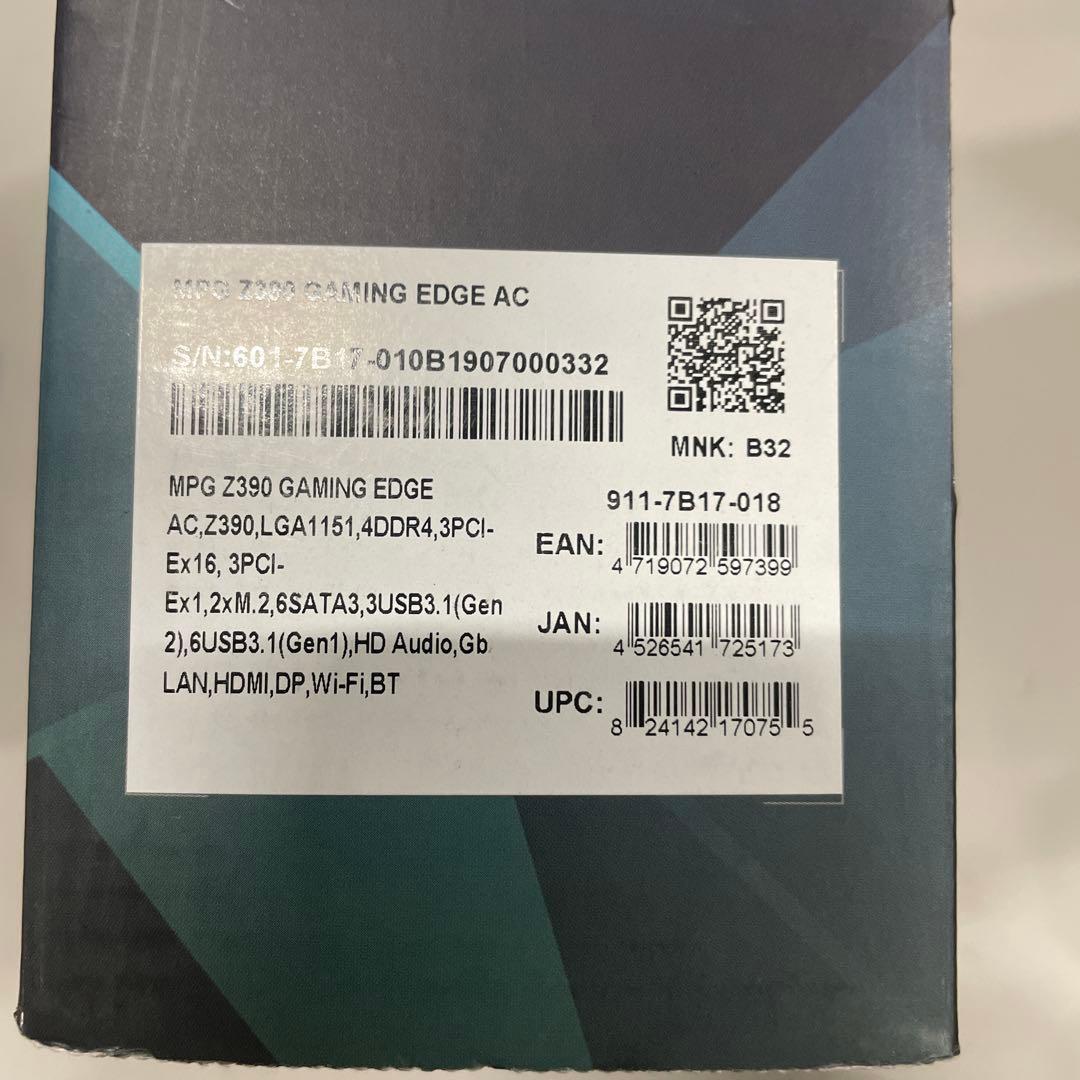 MPG Z390 GAMING EDGE AC
S/N:601-7B17-010B1907000332
MNK: B32
MPG Z390 GAMING EDGE
AC,Z390,LGA1151,4DDR4,3PCI-
Ex16, 3PCI-
Ex1,2xM.2,6SATA3,3USB3.1(Gen
2),6USB3.1(Gen1),HD Audio,Gb
LAN,HDMI,DP,Wi-Fi,BT
911-7B17-018
EAN:
4 719072 597399
JAN:
4 526541 725173
UPC:
8 24142 17075 5